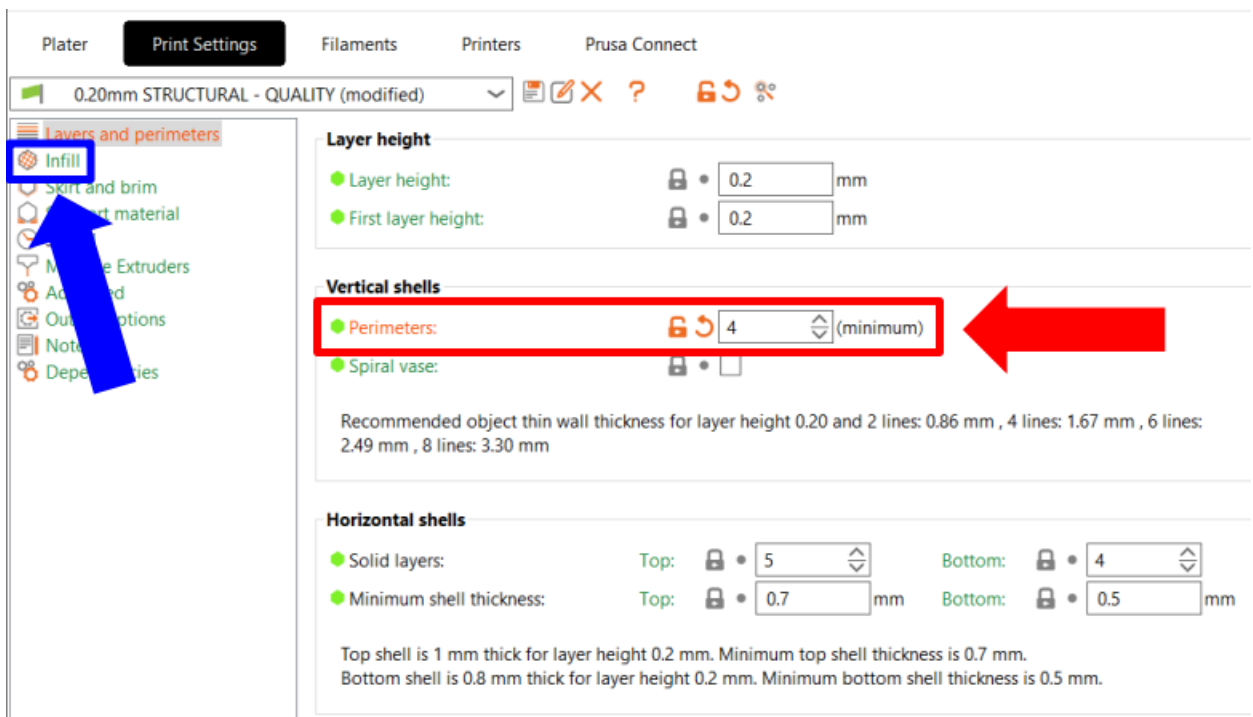 Plater Print Settings Filaments Printers Prusa Connect
0.20mm STRUCTURAL - QUALITY (modified) ?
Layers and perimeters
Infill
Skirt and brim
material
Extruders
Notes
Layer height
Layer height: 0.2 mm
First layer height: 0.2 mm
Vertical shells
Perimeters: 4 (minimum)
Spiral vase:
Recommended object thin wall thickness for layer height 0.20 and 2 lines: 0.86 mm , 4 lines: 1.67 mm , 6 lines:
2.49 mm , 8 lines: 3.30 mm
Horizontal shells
Solid layers: Top: 5 Bottom: 4
Minimum shell thickness: Top: 0.7 mm Bottom: 0.5 mm
Top shell is 1 mm thick for layer height 0.2 mm. Minimum top shell thickness is 0.7 mm.
Bottom shell is 0.8 mm thick for layer height 0.2 mm. Minimum bottom shell thickness is 0.5 mm.